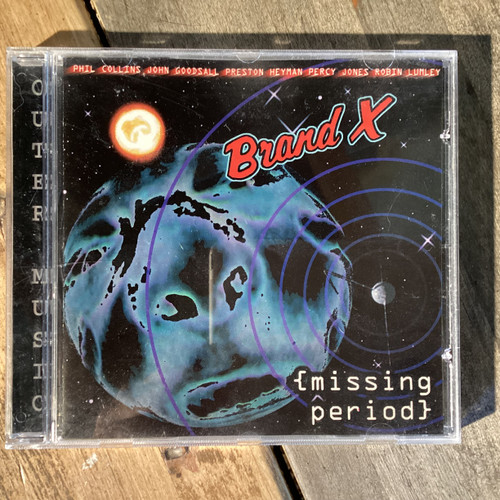 PHIL COLLINS JOHN GOODSALL PRESTON HEYMAN PERCY JONES ROBIN LUMLEY
Brand X
{missing
^
period}
OUTER MUSIC